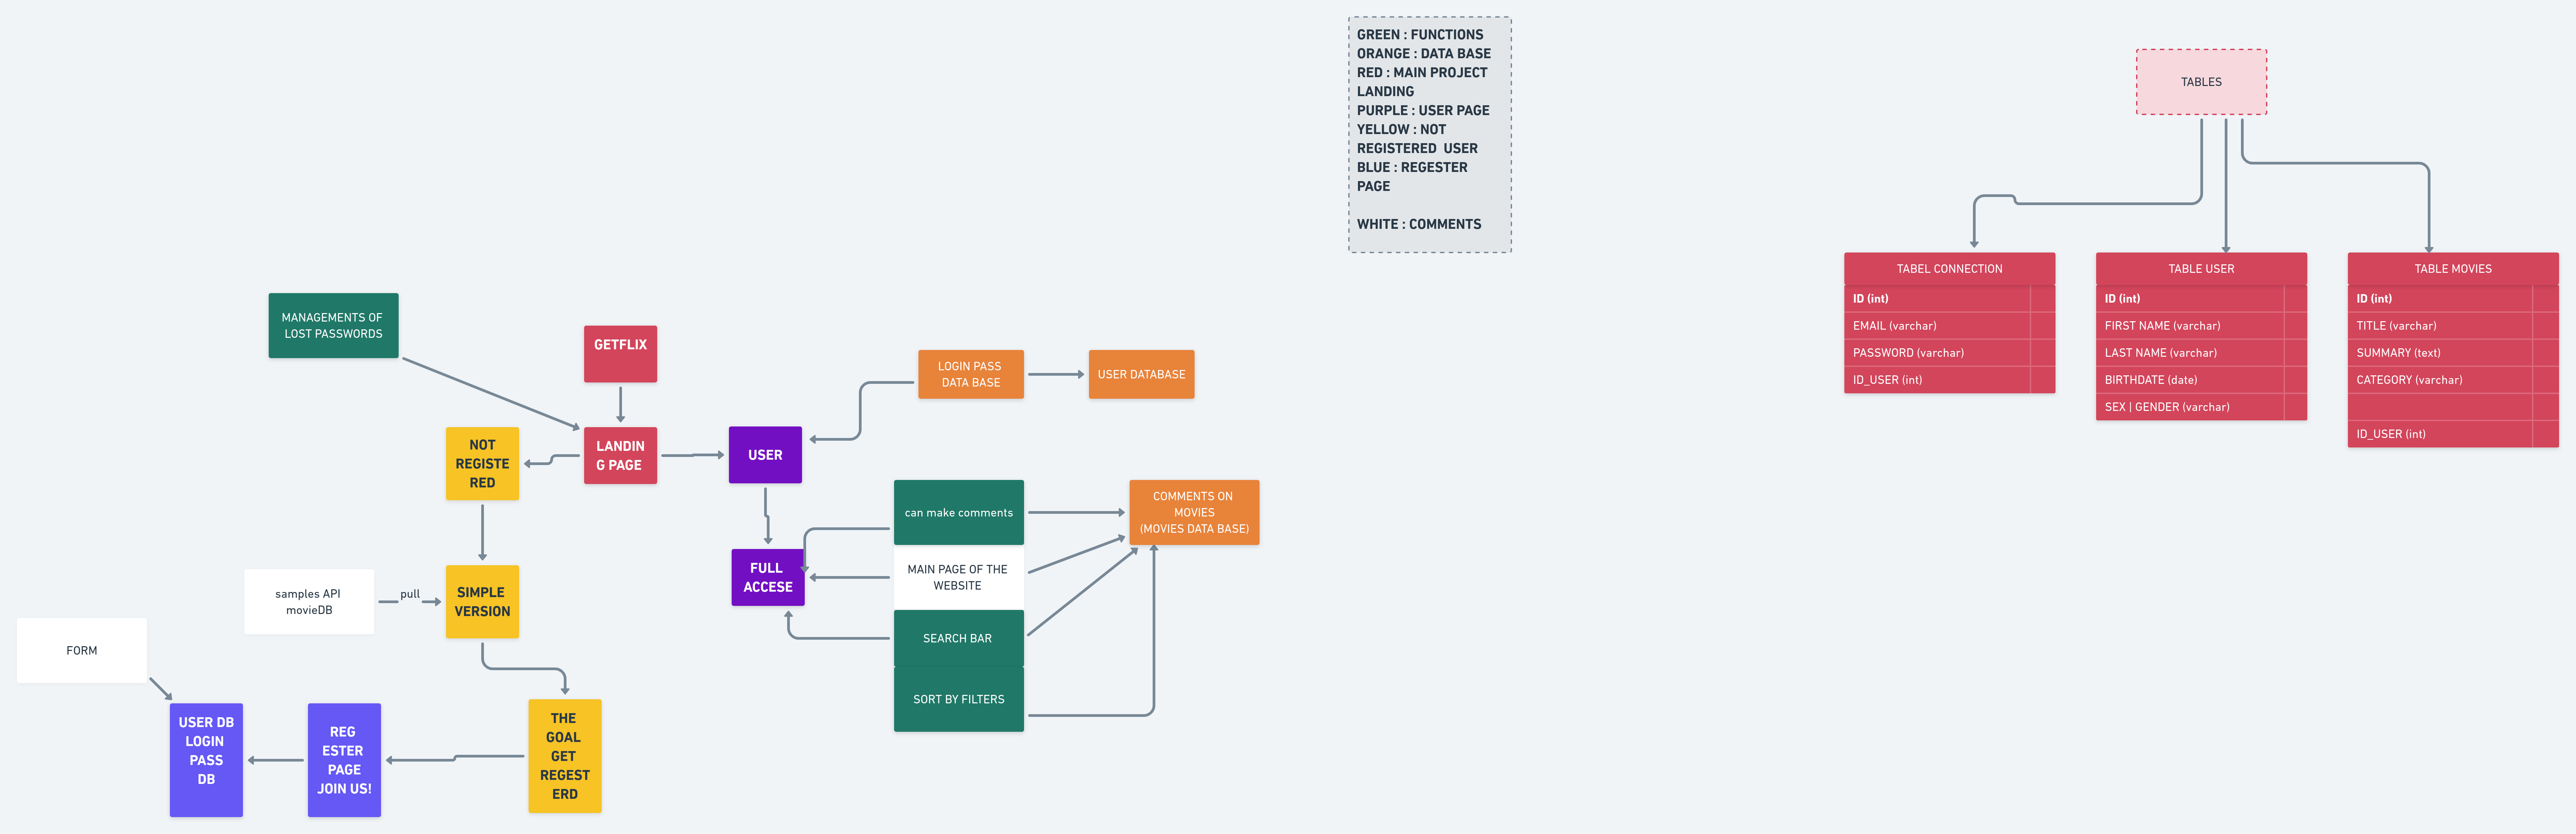 GREEN : FUNCTIONS
ORANGE : DATA BASE
RED : MAIN PROJECT
LANDING
PURPLE : USER PAGE
YELLOW : NOT
REGISTERED  USER
BLUE : REGESTER
PAGE
WHITE : COMMENTS
TABLES
TABEL CONNECTION
ID (int)
EMAIL (varchar)
PASSWORD (varchar)
ID_USER (int)
TABLE USER
ID (int)
FIRST NAME (varchar)
LAST NAME (varchar)
BIRTHDATE (date)
SEX | GENDER (varchar)
TABLE MOVIES
ID (int)
TITLE (varchar)
SUMMARY (text)
CATEGORY (varchar)
ID_USER (int)
MANAGEMENTS OF
LOST PASSWORDS
GETFLIX
LOGIN PASS
DATA BASE
USER DATABASE
NOT
REGISTE
RED
LANDIN
G PAGE
USER
can make comments
COMMENTS ON
MOVIES
(MOVIES DATA BASE)
FULL
ACCESE
MAIN PAGE OF THE
WEBSITE
samples API
movieDB
pull
SIMPLE
VERSION
SEARCH BAR
FORM
SORT BY FILTERS
USER DB
LOGIN
PASS
DB
REG
ESTER
PAGE
JOIN US!
THE
GOAL
GET
REGEST
ERD